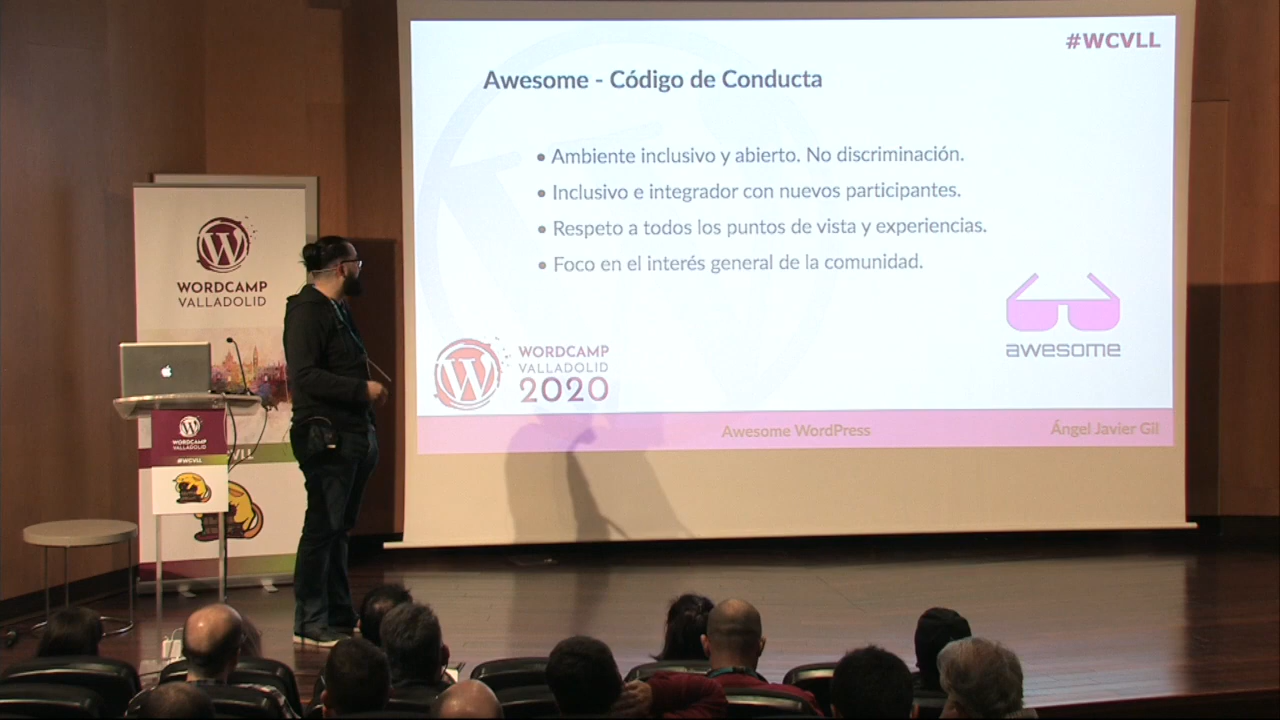 #WCVLL
Awesome - Código de Conducta
• Ambiente inclusivo y abierto. No discriminación.
• Inclusivo e integrador con nuevos participantes.
• Respeto a todos los puntos de vista y experiencias.
• Foco en el interés general de la comunidad.
awesome
WORDCAMP
VALLADOLID
2020
Awesome WordPress
Ángel Javier Gil
WORDCAMP
VALLADOLID
WORDCAMP
VALLADOLID
#WCVLL
VLL